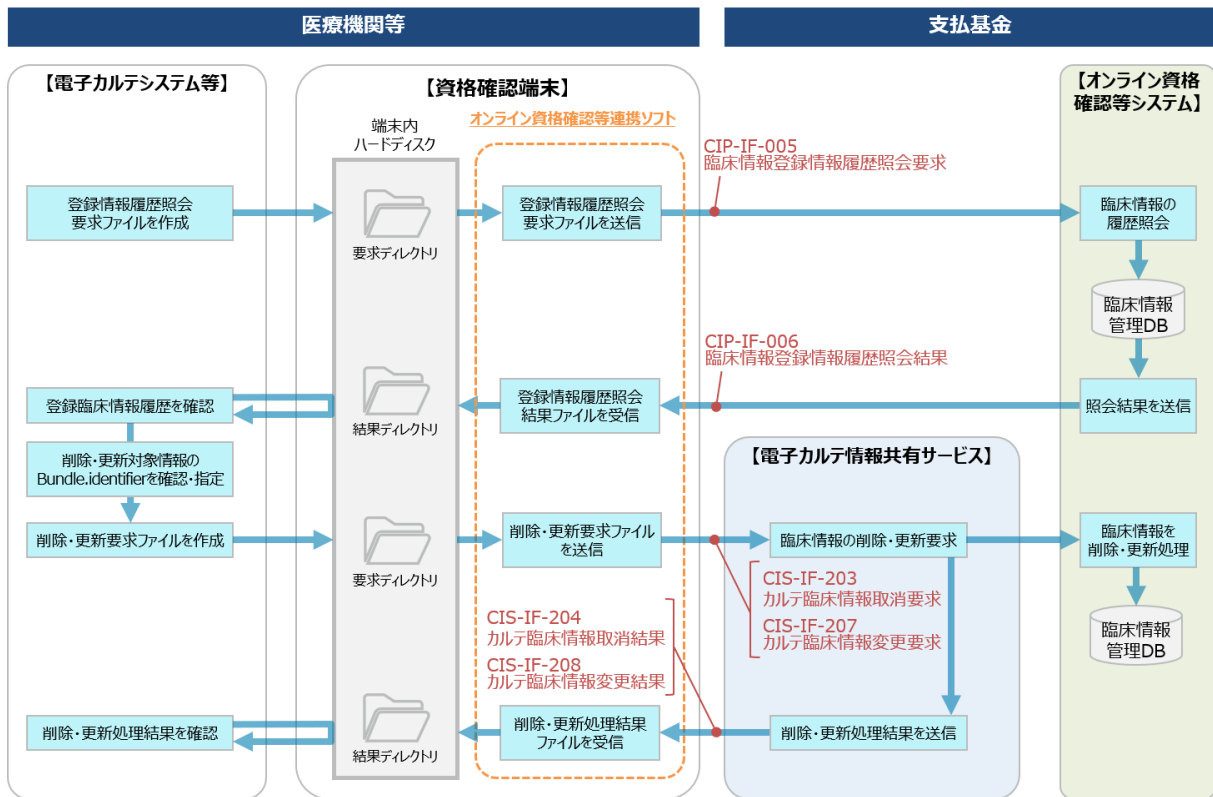 医療機関等
支払基金
【電子カルテシステム等】
【資格確認端末】
【オンライン資格
確認等システム】
端末内
ハードディスク
オンライン資格確認等連携ソフト
CIP-IF-005
臨床情報登録情報履歴照会要求
登録情報履歴照会
要求ファイルを作成
要求ディレクトリ
登録情報履歴照会
要求ファイルを送信
臨床情報の
履歴照会
臨床情報
管理DB
CIP-IF-006
臨床情報登録情報履歴照会結果
登録臨床情報履歴を確認
結果ディレクトリ
登録情報履歴照会
結果ファイルを受信
照会結果を送信
削除・更新対象情報の
Bundle.identifierを確認・指定
【電子カルテ情報共有サービス】
削除・更新要求ファイルを作成
要求ディレクトリ
削除・更新要求ファイル
を送信
臨床情報の削除・更新要求
臨床情報を
削除・更新処理
CIS-IF-203
カルテ臨床情報取消要求
CIS-IF-207
カルテ臨床情報変更要求
CIS-IF-204
カルテ臨床情報取消結果
CIS-IF-208
カルテ臨床情報変更結果
臨床情報
管理DB
削除・更新処理結果を確認
結果ディレクトリ
削除・更新処理結果
ファイルを受信
削除・更新処理結果を送信